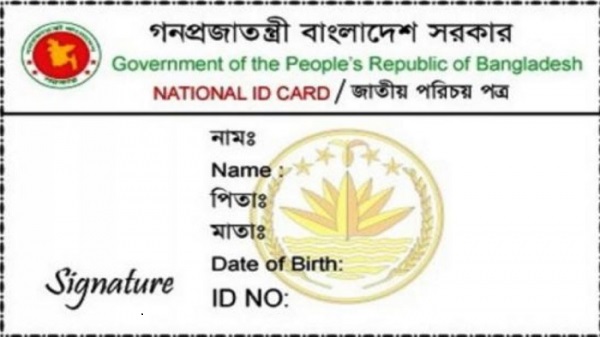 গনপ্রজাতন্ত্রী বাংলাদেশ সরকার
Government of the People's Republic of Bangladesh
NATIONAL ID CARD / জাতীয় পরিচয় পত্র
নামঃ
Name :
পিতাঃ
মাতাঃ
Date of Birth:
Signature
ID NO: